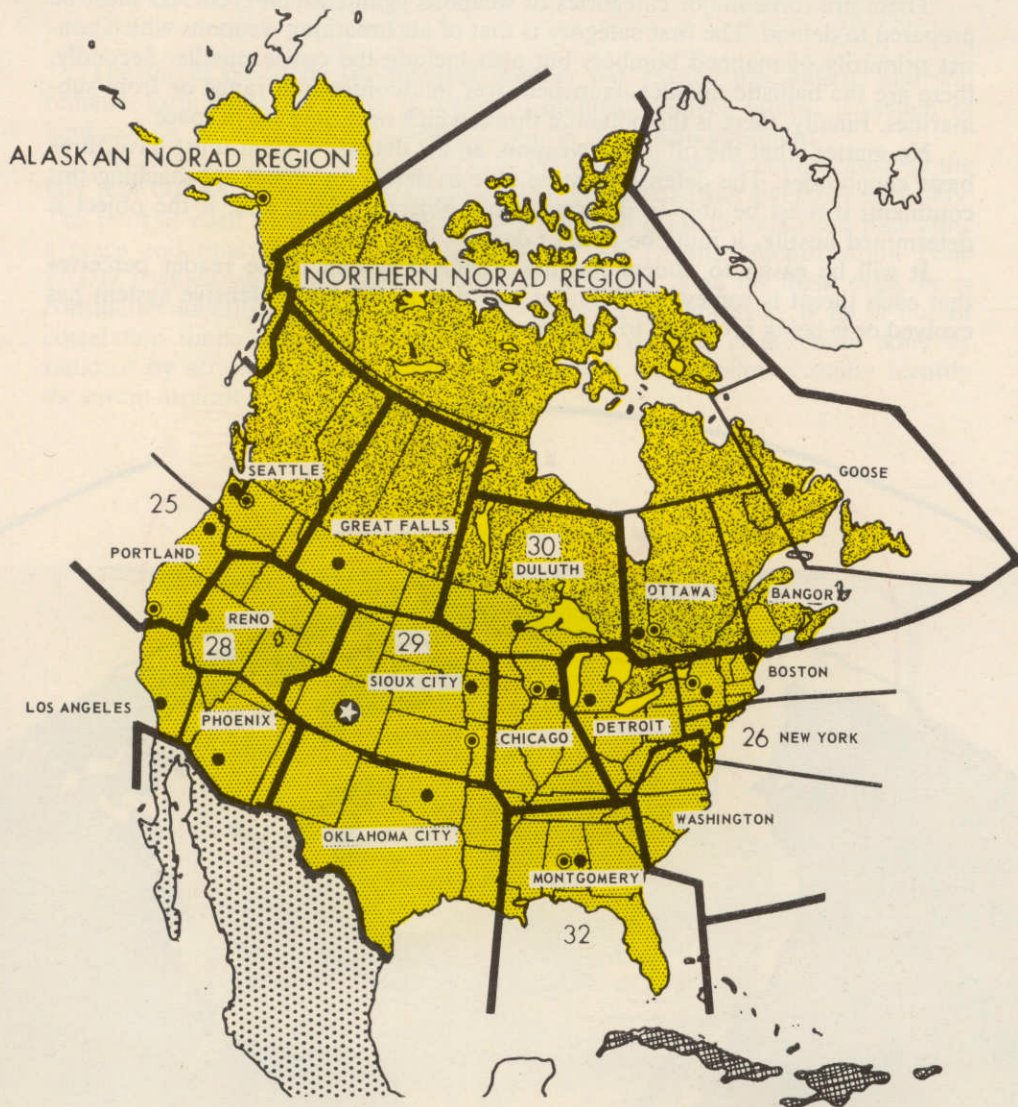 ALASKAN NORAD REGION
NORTHERN NORAD REGION
SEATTLE
GOOSE
25
GREAT FALLS
30
DULUTH
PORTLAND
OTTAWA
BANGOR
RENO
28
29
SIOUX CITY
BOSTON
LOS ANGELES
PHOENIX
CHICAGO
DETROIT
26 NEW YORK
WASHINGTON
OKLAHOMA CITY
MONTGOMERY
32